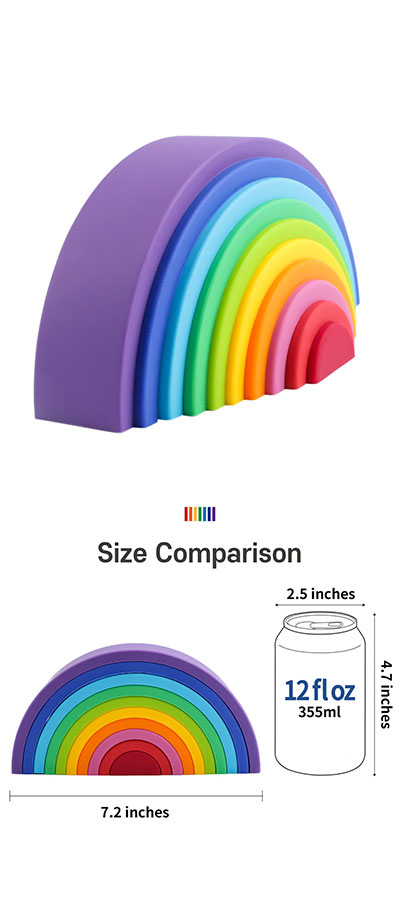 Size Comparison
2.5 inches
12 fl oz
355ml
4.7 inches
7.2 inches